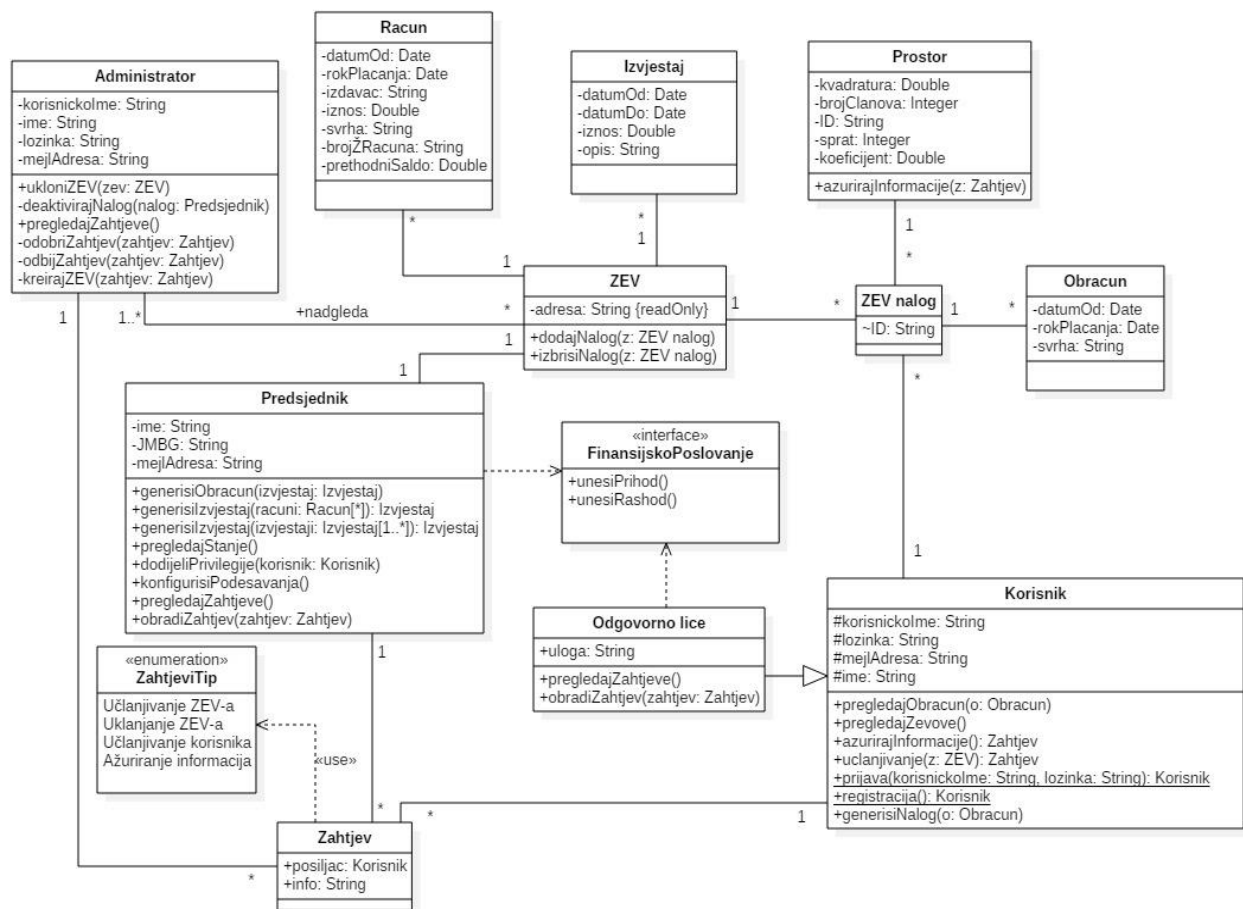 Racun
-datumOd: Date
-rokPlacanja: Date
-izdavac: String
-iznos: Double
-svrha: String
-brojŽRacuna: String
-prethodniSaldo: Double
Izvjestaj
-datumOd: Date
-datumDo: Date
-iznos: Double
-opis: String
Prostor
-kvadratura: Double
-brojClanova: Integer
-ID: String
-sprat: Integer
-koeficijent: Double
+azurirajInformacije(z: Zahtjev)
Administrator
-korisnickoIme: String
-ime: String
-lozinka: String
-mejlAdresa: String
+ukloniZEV(zev: ZEV)
-deaktivirajNalog(nalog: Predsjednik)
+pregledajZahtjeve()
-odobriZahtjev(zahtjev: Zahtjev)
-odbijZahtjev(zahtjev: Zahtjev)
-kreirajZEV(zahtjev: Zahtjev)
*
1
*
1
1
*
1
1..*
+nadgleda
*
1
1
ZEV
-adresa: String {readOnly}
+dodajNalog(z: ZEV nalog)
+izbrisiNalog(z: ZEV nalog)
1
*
ZEV nalog
~ID: String
1
*
*
1
Obracun
-datumOd: Date
-rokPlacanja: Date
-svrha: String
Predsjednik
-ime: String
-JMBG: String
-mejlAdresa: String
+generisiObracun(izvjestaj: Izvjestaj)
+generisiIzvjestaj(racuni: Racun[*]): Izvjestaj
+generisiIzvjestaj(izvjestaji: Izvjestaj[1..*]): Izvjestaj
+pregledajStanje()
+dodijeliPrivilegije(korisnik: Korisnik)
+konfigurisiPodesavanja()
+pregledajZahtjeve()
+obradiZahtjev(zahtjev: Zahtjev)
«interface»
FinansijskoPoslovanje
+unesiPrihod()
+unesiRashod()
Odgovorno lice
+uloga: String
+pregledajZahtjeve()
+obradiZahtjev(zahtjev: Zahtjev)
Korisnik
#korisnickoIme: String
#lozinka: String
#mejlAdresa: String
#ime: String
+pregledajObracun(o: Obracun)
+pregledajZevove()
+azurirajInformacije(): Zahtjev
+uclanjivanje(z: ZEV): Zahtjev
+prijava(korisnickoIme: String, lozinka: String): Korisnik
+registracija(): Korisnik
+generisiNalog(o: Obracun)
«enumeration»
ZahtjeviTip
Učlanjivanje ZEV-a
Uklanjanje ZEV-a
Učlanjivanje korisnika
Ažuriranje informacija
«use»
1
*
*
1
*
Zahtjev
+posiljac: Korisnik
+info: String